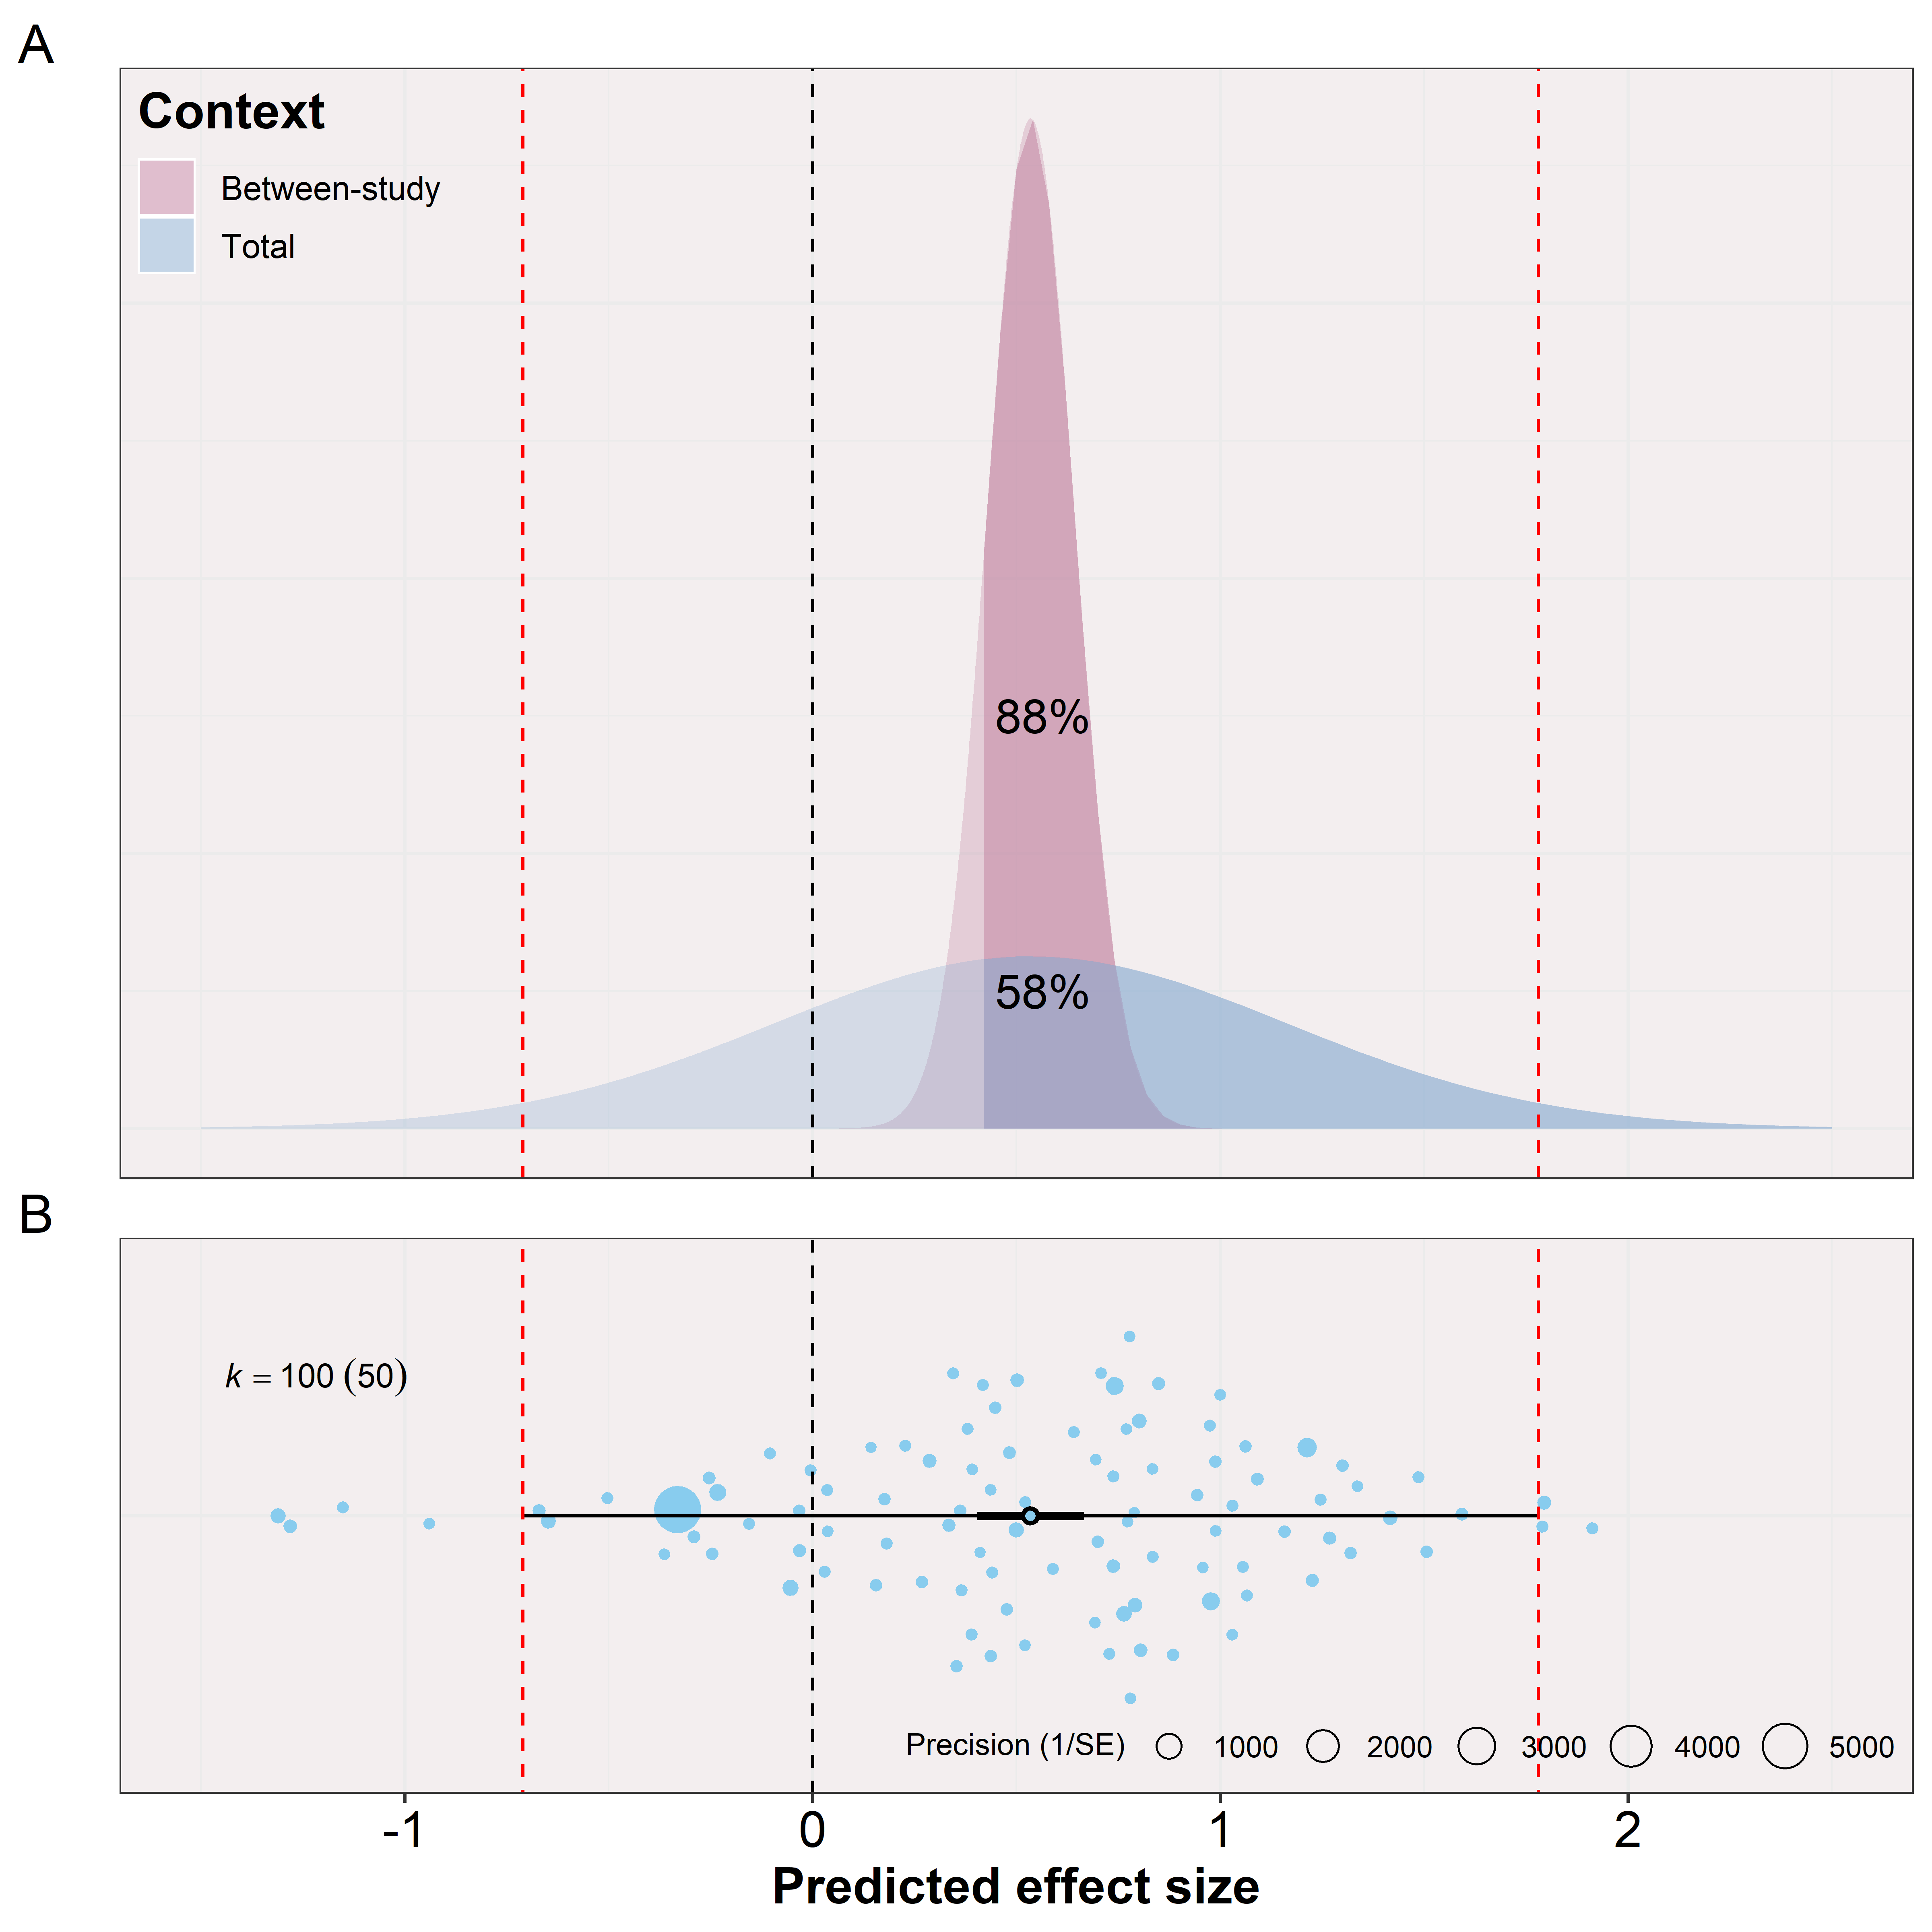 A
Context
Between-study
Total
88%
58%
B
k = 100 (50)
Precision (1/SE) 1000 2000 3000 4000 5000
-1 0 1 2
Predicted effect size